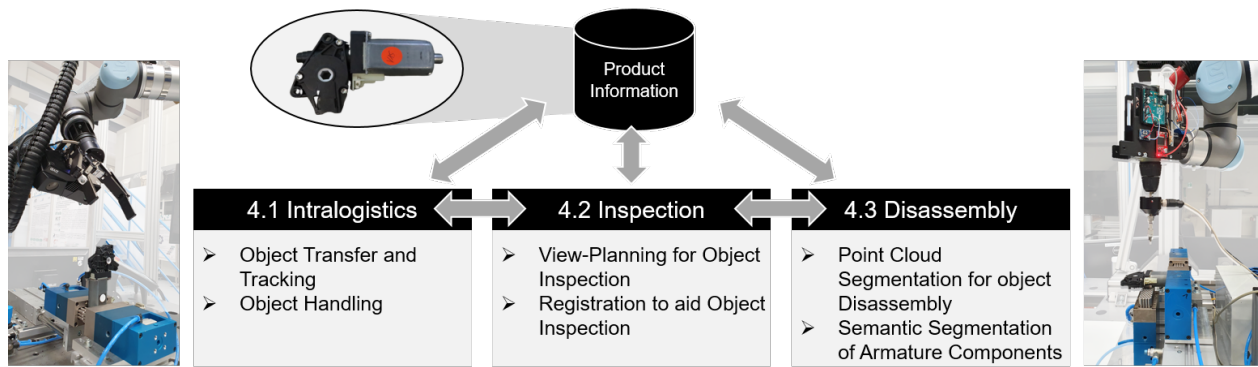 Product
Information
4.1 Intralogistics
➢ Object Transfer and
Tracking
➢ Object Handling
4.2 Inspection
➢ View-Planning for Object
Inspection
➢ Registration to aid Object
Inspection
4.3 Disassembly
➢ Point Cloud
Segmentation for object
Disassembly
➢ Semantic Segmentation
of Armature Components